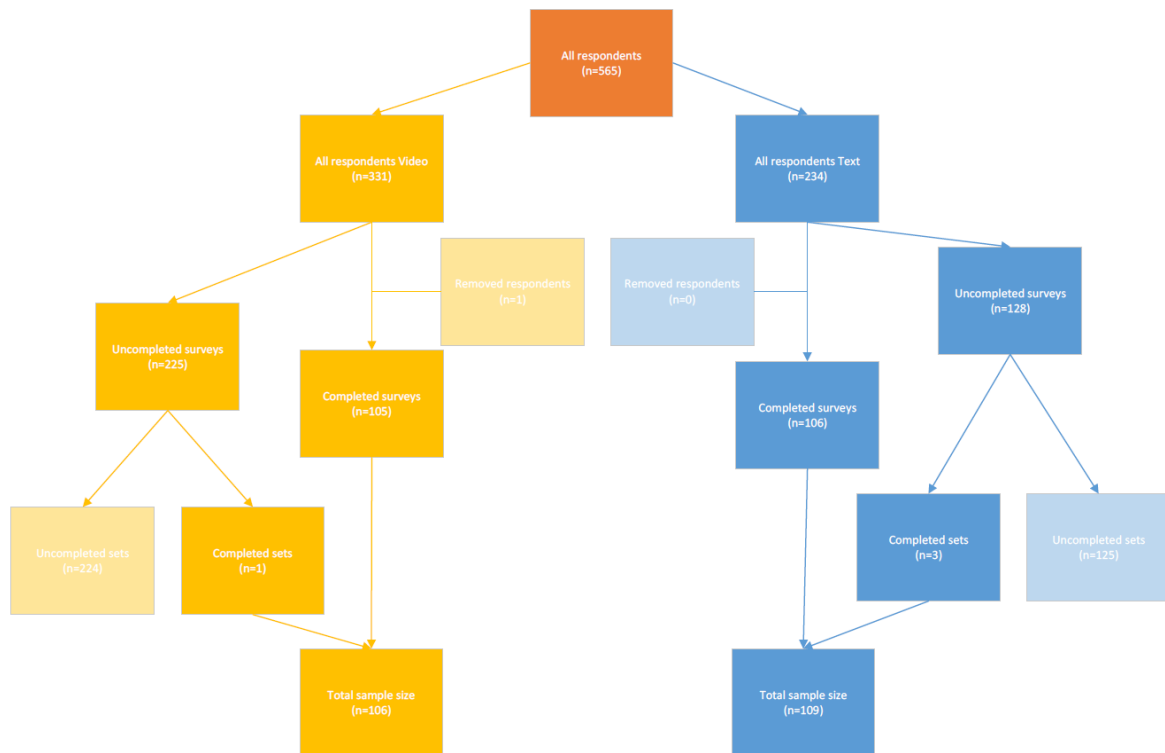 All respondents
(n=565)
All respondents Video
(n=331)
All respondents Text
(n=234)
Removed respondents
(n=1)
Removed respondents
(n=0)
Uncompleted surveys
(n=128)
Uncompleted surveys
(n=225)
Completed surveys
(n=105)
Completed surveys
(n=106)
Uncompleted sets
(n=224)
Completed sets
(n=1)
Completed sets
(n=3)
Uncompleted sets
(n=125)
Total sample size
(n=106)
Total sample size
(n=109)